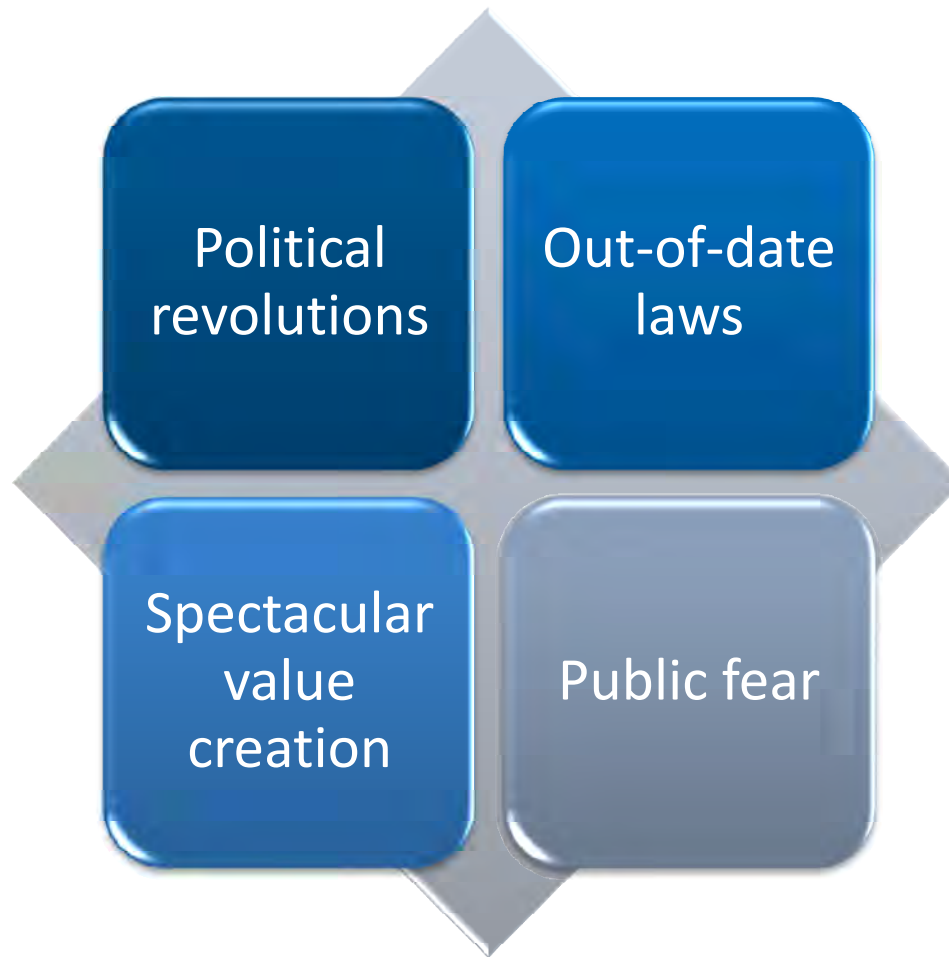 Political
revolutions
Out-of-date
laws
Spectacular
value
creation
Public fear